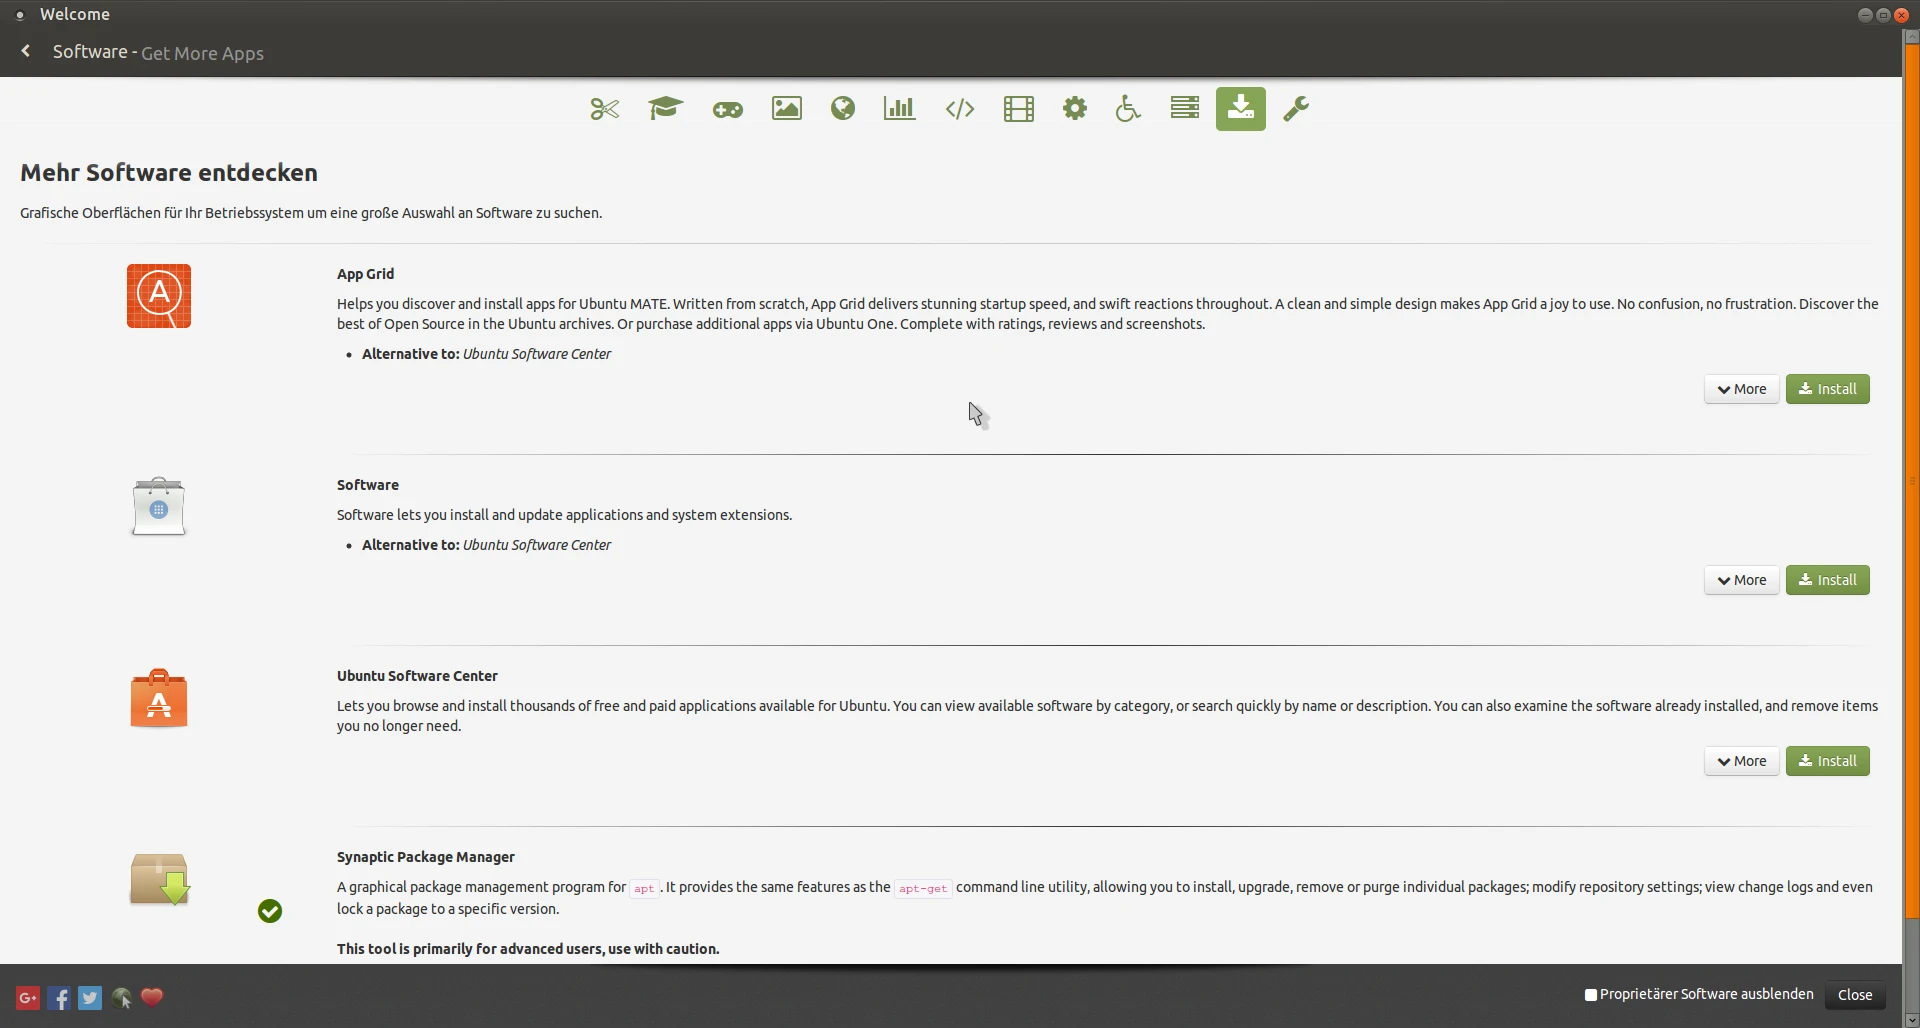 Welcome
Software - Get More Apps
Mehr Software entdecken
Grafische Oberflächen für Ihr Betriebssystem um eine große Auswahl an Software zu suchen.
App Grid
Helps you discover and install apps for Ubuntu MATE. Written from scratch, App Grid delivers stunning startup speed, and swift reactions throughout. A clean and simple design makes App Grid a joy to use. No confusion, no frustration. Discover the
best of Open Source in the Ubuntu archives. Or purchase additional apps via Ubuntu One. Complete with ratings, reviews and screenshots.
• Alternative to: Ubuntu Software Center
More Install
Software
Software lets you install and update applications and system extensions.
• Alternative to: Ubuntu Software Center
More Install
Ubuntu Software Center
Lets you browse and install thousands of free and paid applications available for Ubuntu. You can view available software by category, or search quickly by name or description. You can also examine the software already installed, and remove items
you no longer need.
More Install
Synaptic Package Manager
A graphical package management program for apt. It provides the same features as the apt-get command line utility, allowing you to install, upgrade, remove or purge individual packages; modify repository settings; view change logs and even
lock a package to a specific version.
This tool is primarily for advanced users, use with caution.
Proprietärer Software ausblenden Close